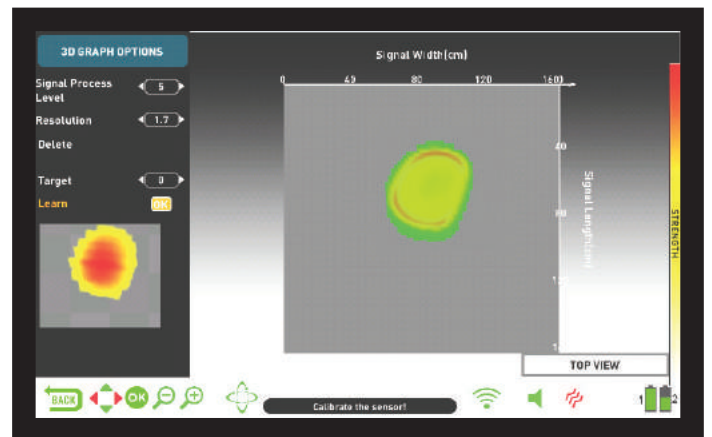 3D GRAPH OPTIONS
Signal Process
Level
5
Resolution
1.7
Delete
Target
0
Learn
OK
Signal Width(cm)
0 40 80 120 160
40
80
Signal Length(cm)
STRENGTH
TOP VIEW
BACK
OK
Calibrate the sensor!
1
2